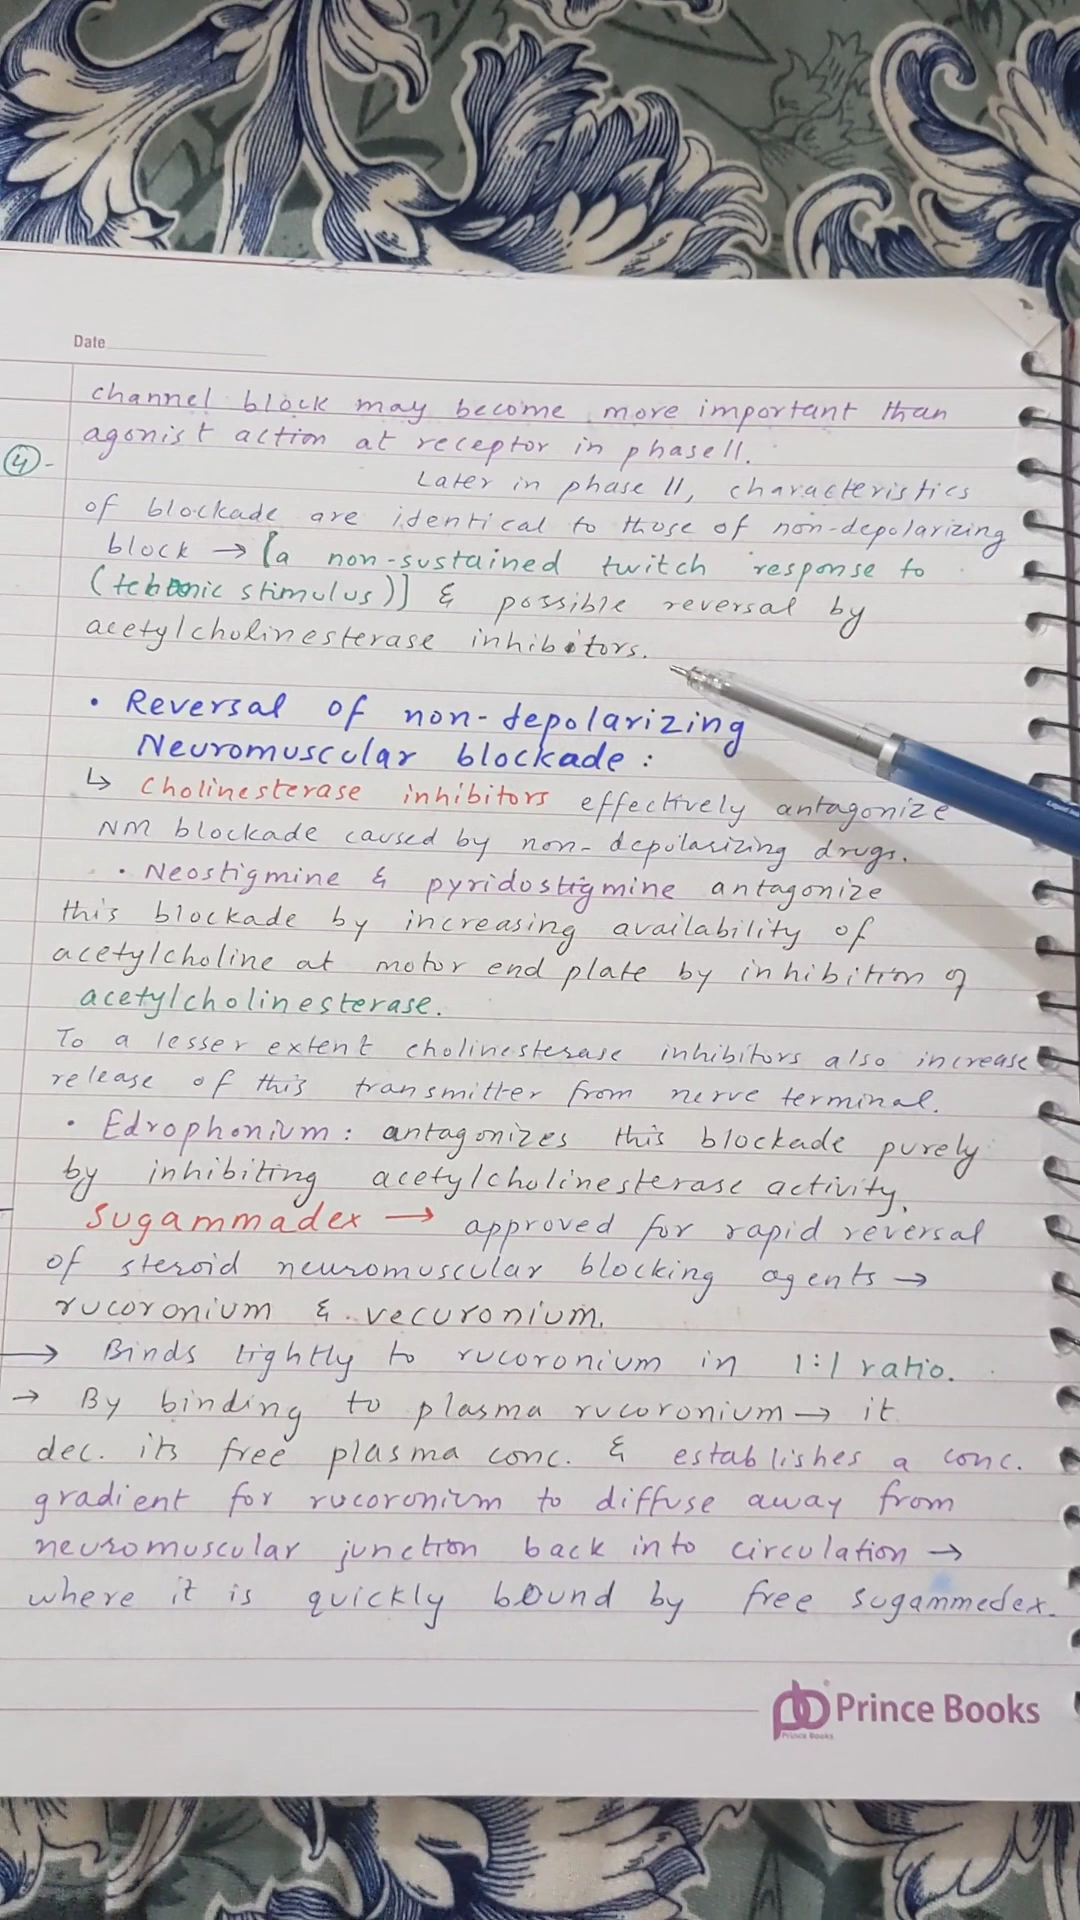 Date
channel block may become more important than
agonist action at receptor in phase II.
④-
Later in phase II, characteristics
of blockade are identical to those of non-depolarizing
block → [a non-sustained twitch response to
(tetanic stimulus)] & possible reversal by
acetylcholinesterase inhibitors.
• Reversal of non-depolarizing
Neuromuscular blockade :
↳ Cholinesterase inhibitors effectively antagonize
NM blockade caused by non-depolarizing drugs.
• Neostigmine & pyridostigmine antagonize
this blockade by increasing availability of
acetylcholine at motor end plate by inhibition of
acetylcholinesterase.
To a lesser extent cholinesterase inhibitors also increase
release of this transmitter from nerve terminal.
• Edrophonium : antagonizes this blockade purely
by inhibiting acetylcholinesterase activity.
Sugammadex → approved for rapid reversal
of steroid neuromuscular blocking agents →
rucoronium & vecuronium.
→ Binds tightly to rucoronium in 1:1 ratio.
→ By binding to plasma rucoronium → it
dec. its free plasma conc. & establishes a conc.
gradient for rucoronium to diffuse away from
neuromuscular junction back into circulation →
where it is quickly bound by free sugammedex.
Prince Books
Prince Books